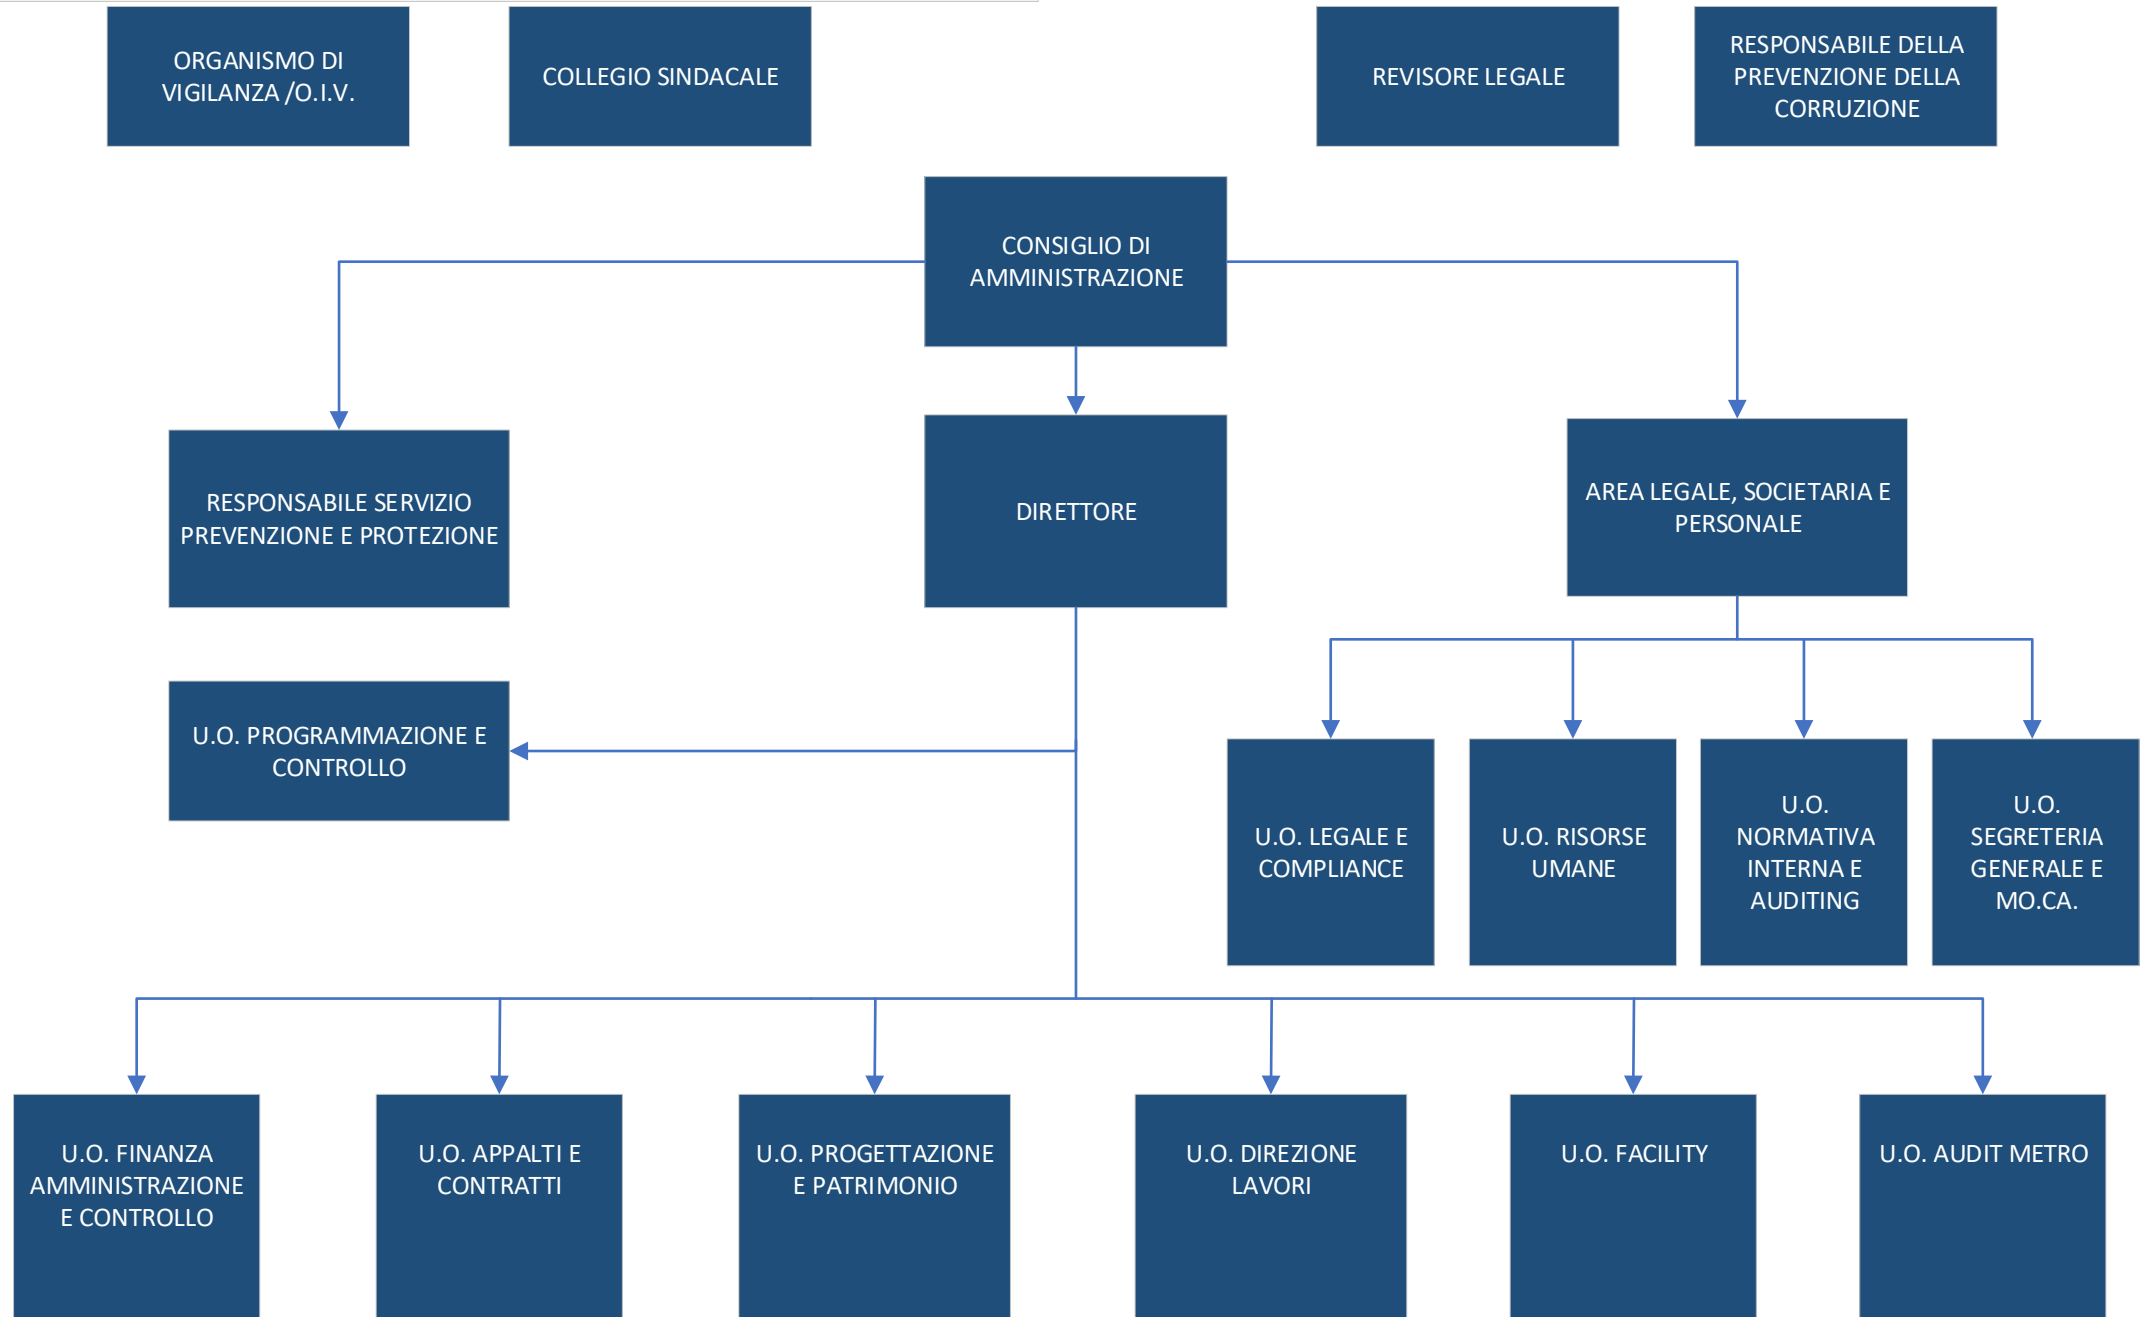 ORGANISMO DI
VIGILANZA /O.I.V.
COLLEGIO SINDACALE
REVISORE LEGALE
RESPONSABILE DELLA
PREVENZIONE DELLA
CORRUZIONE
CONSIGLIO DI
AMMINISTRAZIONE
RESPONSABILE SERVIZIO
PREVENZIONE E PROTEZIONE
DIRETTORE
AREA LEGALE, SOCIETARIA E
PERSONALE
U.O. PROGRAMMAZIONE E
CONTROLLO
U.O. LEGALE E
COMPLIANCE
U.O. RISORSE
UMANE
U.O.
NORMATIVA
INTERNA E
AUDITING
U.O.
SEGRETERIA
GENERALE E
MO.CA.
U.O. FINANZA
AMMINISTRAZIONE
E CONTROLLO
U.O. APPALTI E
CONTRATTI
U.O. PROGETTAZIONE
E PATRIMONIO
U.O. DIREZIONE
LAVORI
U.O. FACILITY
U.O. AUDIT METRO